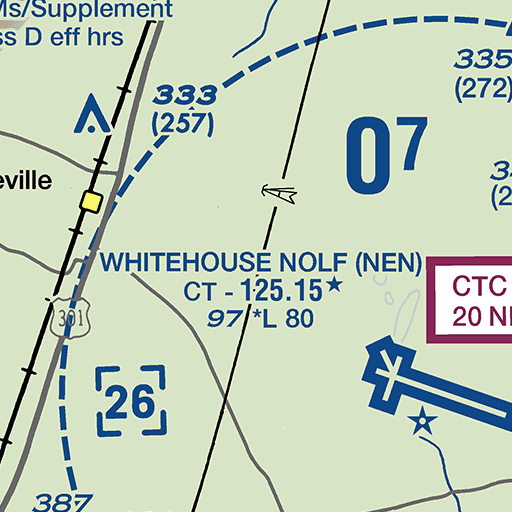 Ms/Supplement
ss D eff hrs
333
(257)
335
(272)
07
eville
WHITEHOUSE NOLF (NEN)
CT - 125.15★
97 *L 80
CTC
20
301
26
387